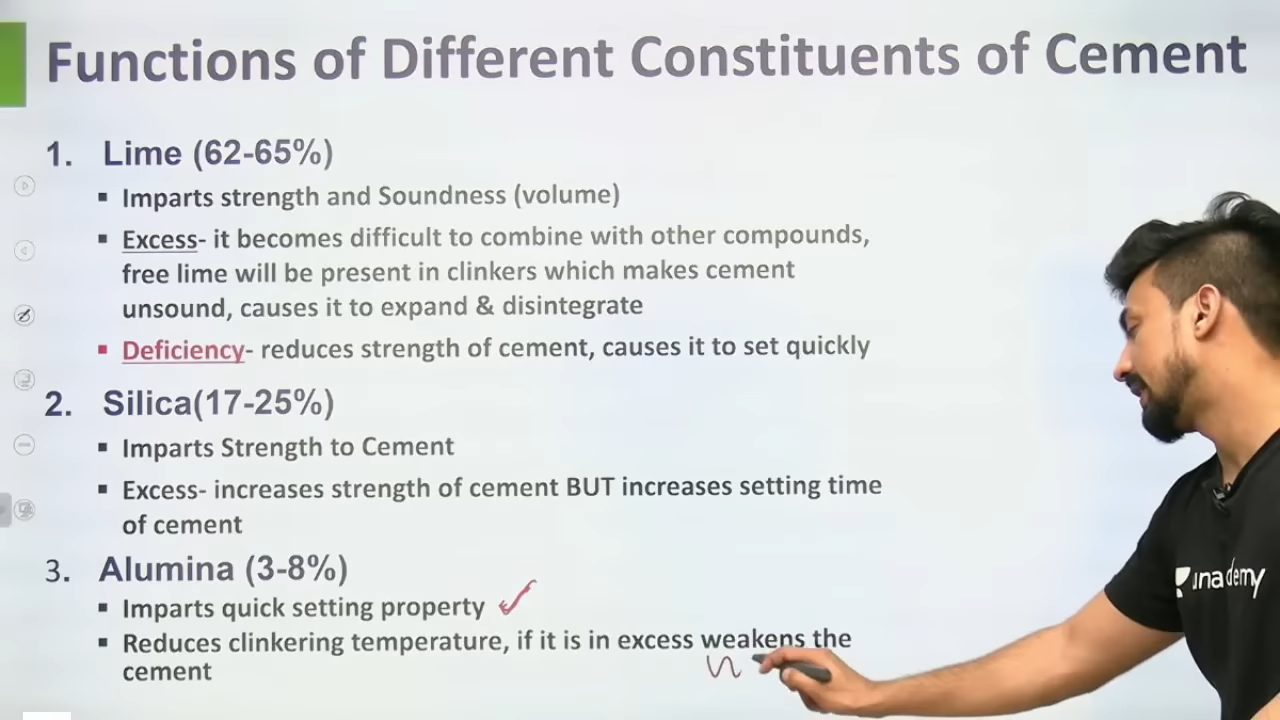 Functions of Different Constituents of Cement
1. Lime (62-65%)
▪ Imparts strength and Soundness (volume)
▪ Excess- it becomes difficult to combine with other compounds,
free lime will be present in clinkers which makes cement
unsound, causes it to expand & disintegrate
▪ Deficiency- reduces strength of cement, causes it to set quickly
2. Silica(17-25%)
▪ Imparts Strength to Cement
▪ Excess- increases strength of cement BUT increases setting time
of cement
3. Alumina (3-8%)
▪ Imparts quick setting property
▪ Reduces clinkering temperature, if it is in excess weakens the
cement
unacademy